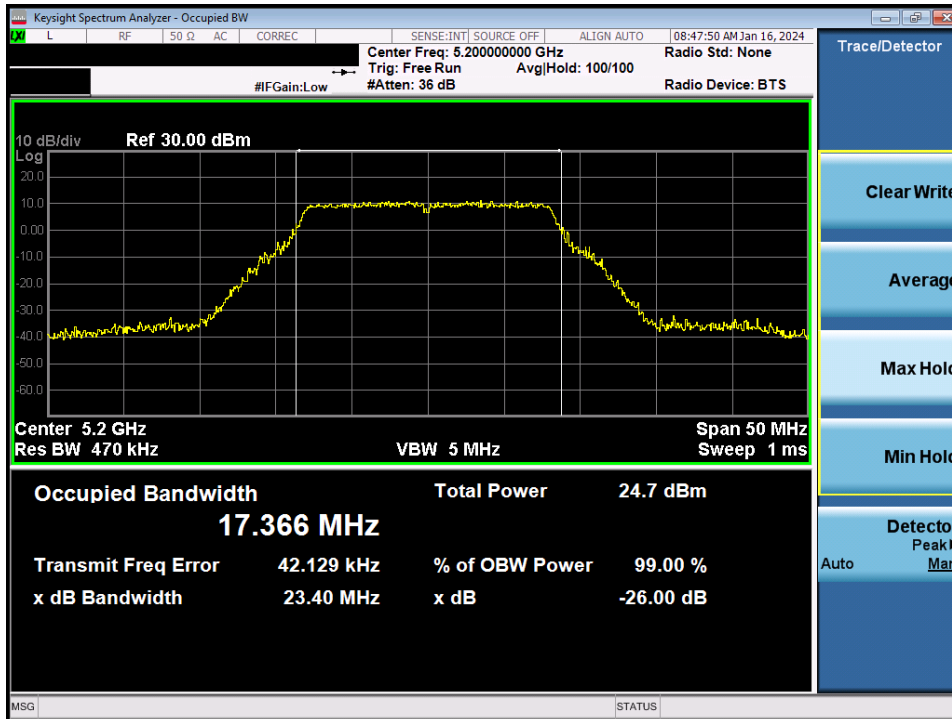 Keysight Spectrum Analyzer - Occupied BW
LXI L RF 50 Ω AC CORREC SENSE:INT SOURCE OFF ALIGN AUTO 08:47:50 AM Jan 16, 2024
Center Freq: 5.200000000 GHz Radio Std: None
Trig: Free Run Avg|Hold: 100/100
#IFGain:Low #Atten: 36 dB Radio Device: BTS
10 dB/div Ref 30.00 dBm
Log
20.0
10.0
0.00
-10.0
-20.0
-30.0
-40.0
-50.0
-60.0
Center 5.2 GHz Span 50 MHz
Res BW 470 kHz VBW 5 MHz Sweep 1 ms
Occupied Bandwidth Total Power 24.7 dBm
17.366 MHz
Transmit Freq Error 42.129 kHz % of OBW Power 99.00 %
x dB Bandwidth 23.40 MHz x dB -26.00 dB
MSG STATUS
Trace/Detector
Clear Write
Average
Max Hold
Min Hold
Detecto
Peak
Auto Man